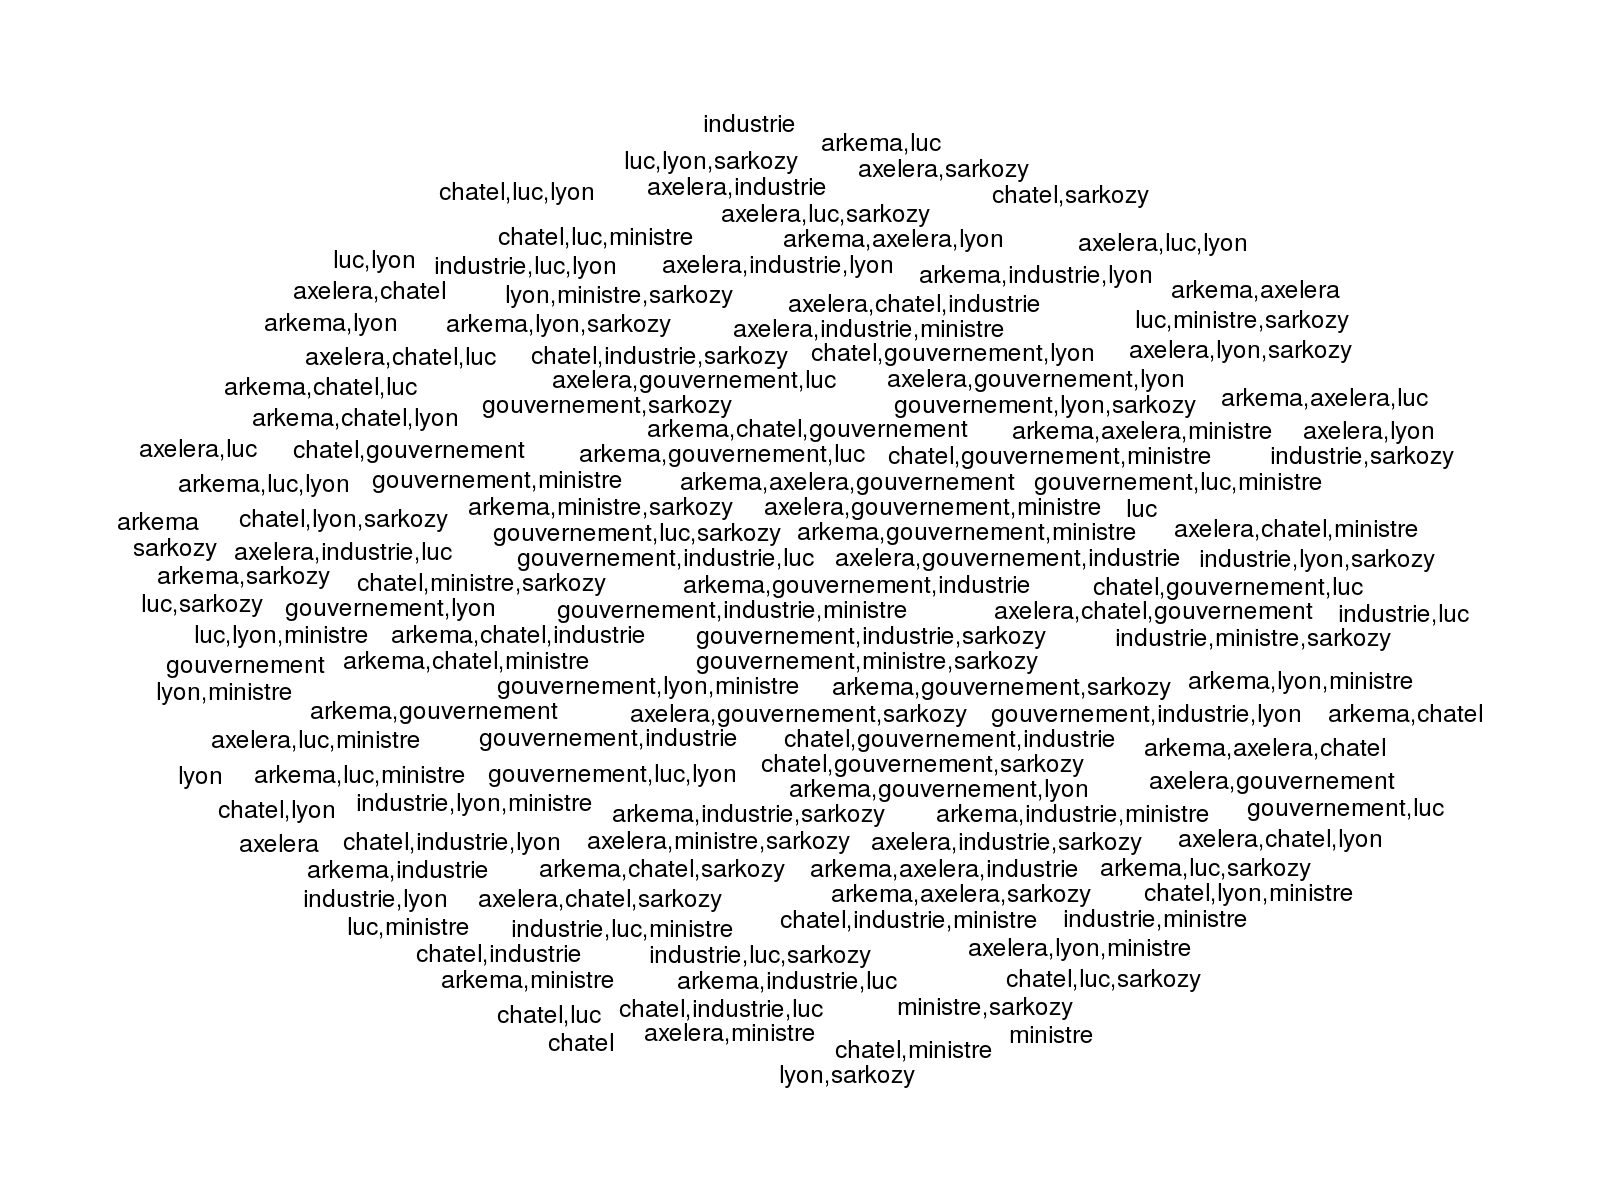 industrie
arkema,luc
luc,lyon,sarkozy
axelera,sarkozy
chatel,luc,lyon
axelera,industrie
chatel,sarkozy
axelera,luc,sarkozy
chatel,luc,ministre
arkema,axelera,lyon
axelera,luc,lyon
luc,lyon
industrie,luc,lyon
axelera,industrie,lyon
arkema,industrie,lyon
axelera,chatel
lyon,ministre,sarkozy
axelera,chatel,industrie
arkema,axelera
arkema,lyon
arkema,lyon,sarkozy
axelera,industrie,ministre
luc,ministre,sarkozy
axelera,chatel,luc
chatel,industrie,sarkozy
chatel,gouvernement,lyon
axelera,lyon,sarkozy
arkema,chatel,luc
axelera,gouvernement,luc
axelera,gouvernement,lyon
arkema,chatel,lyon
gouvernement,sarkozy
gouvernement,lyon,sarkozy
arkema,axelera,luc
arkema,chatel,gouvernement
arkema,axelera,ministre
axelera,lyon
axelera,luc
chatel,gouvernement
arkema,gouvernement,luc
chatel,gouvernement,ministre
industrie,sarkozy
arkema,luc,lyon
gouvernement,ministre
arkema,axelera,gouvernement
gouvernement,luc,ministre
arkema
chatel,lyon,sarkozy
arkema,ministre,sarkozy
axelera,gouvernement,ministre
luc
gouvernement,luc,sarkozy
arkema,gouvernement,ministre
axelera,chatel,ministre
sarkozy
axelera,industrie,luc
gouvernement,industrie,luc
axelera,gouvernement,industrie
industrie,lyon,sarkozy
arkema,sarkozy
chatel,ministre,sarkozy
arkema,gouvernement,industrie
chatel,gouvernement,luc
luc,sarkozy
gouvernement,lyon
gouvernement,industrie,ministre
axelera,chatel,gouvernement
industrie,luc
luc,lyon,ministre
arkema,chatel,industrie
gouvernement,industrie,sarkozy
industrie,ministre,sarkozy
gouvernement
arkema,chatel,ministre
gouvernement,ministre,sarkozy
lyon,ministre
gouvernement,lyon,ministre
arkema,gouvernement,sarkozy
arkema,lyon,ministre
arkema,gouvernement
axelera,gouvernement,sarkozy
gouvernement,industrie,lyon
arkema,chatel
axelera,luc,ministre
gouvernement,industrie
chatel,gouvernement,industrie
arkema,axelera,chatel
lyon
arkema,luc,ministre
gouvernement,luc,lyon
chatel,gouvernement,sarkozy
axelera,gouvernement
arkema,gouvernement,lyon
chatel,lyon
industrie,lyon,ministre
arkema,industrie,sarkozy
arkema,industrie,ministre
gouvernement,luc
axelera
chatel,industrie,lyon
axelera,ministre,sarkozy
axelera,industrie,sarkozy
axelera,chatel,lyon
arkema,industrie
arkema,chatel,sarkozy
arkema,axelera,industrie
arkema,luc,sarkozy
industrie,lyon
axelera,chatel,sarkozy
arkema,axelera,sarkozy
chatel,lyon,ministre
luc,ministre
industrie,luc,ministre
chatel,industrie,ministre
industrie,ministre
chatel,industrie
industrie,luc,sarkozy
axelera,lyon,ministre
arkema,ministre
arkema,industrie,luc
chatel,luc,sarkozy
chatel,luc
chatel,industrie,luc
ministre,sarkozy
chatel
axelera,ministre
ministre
chatel,ministre
lyon,sarkozy